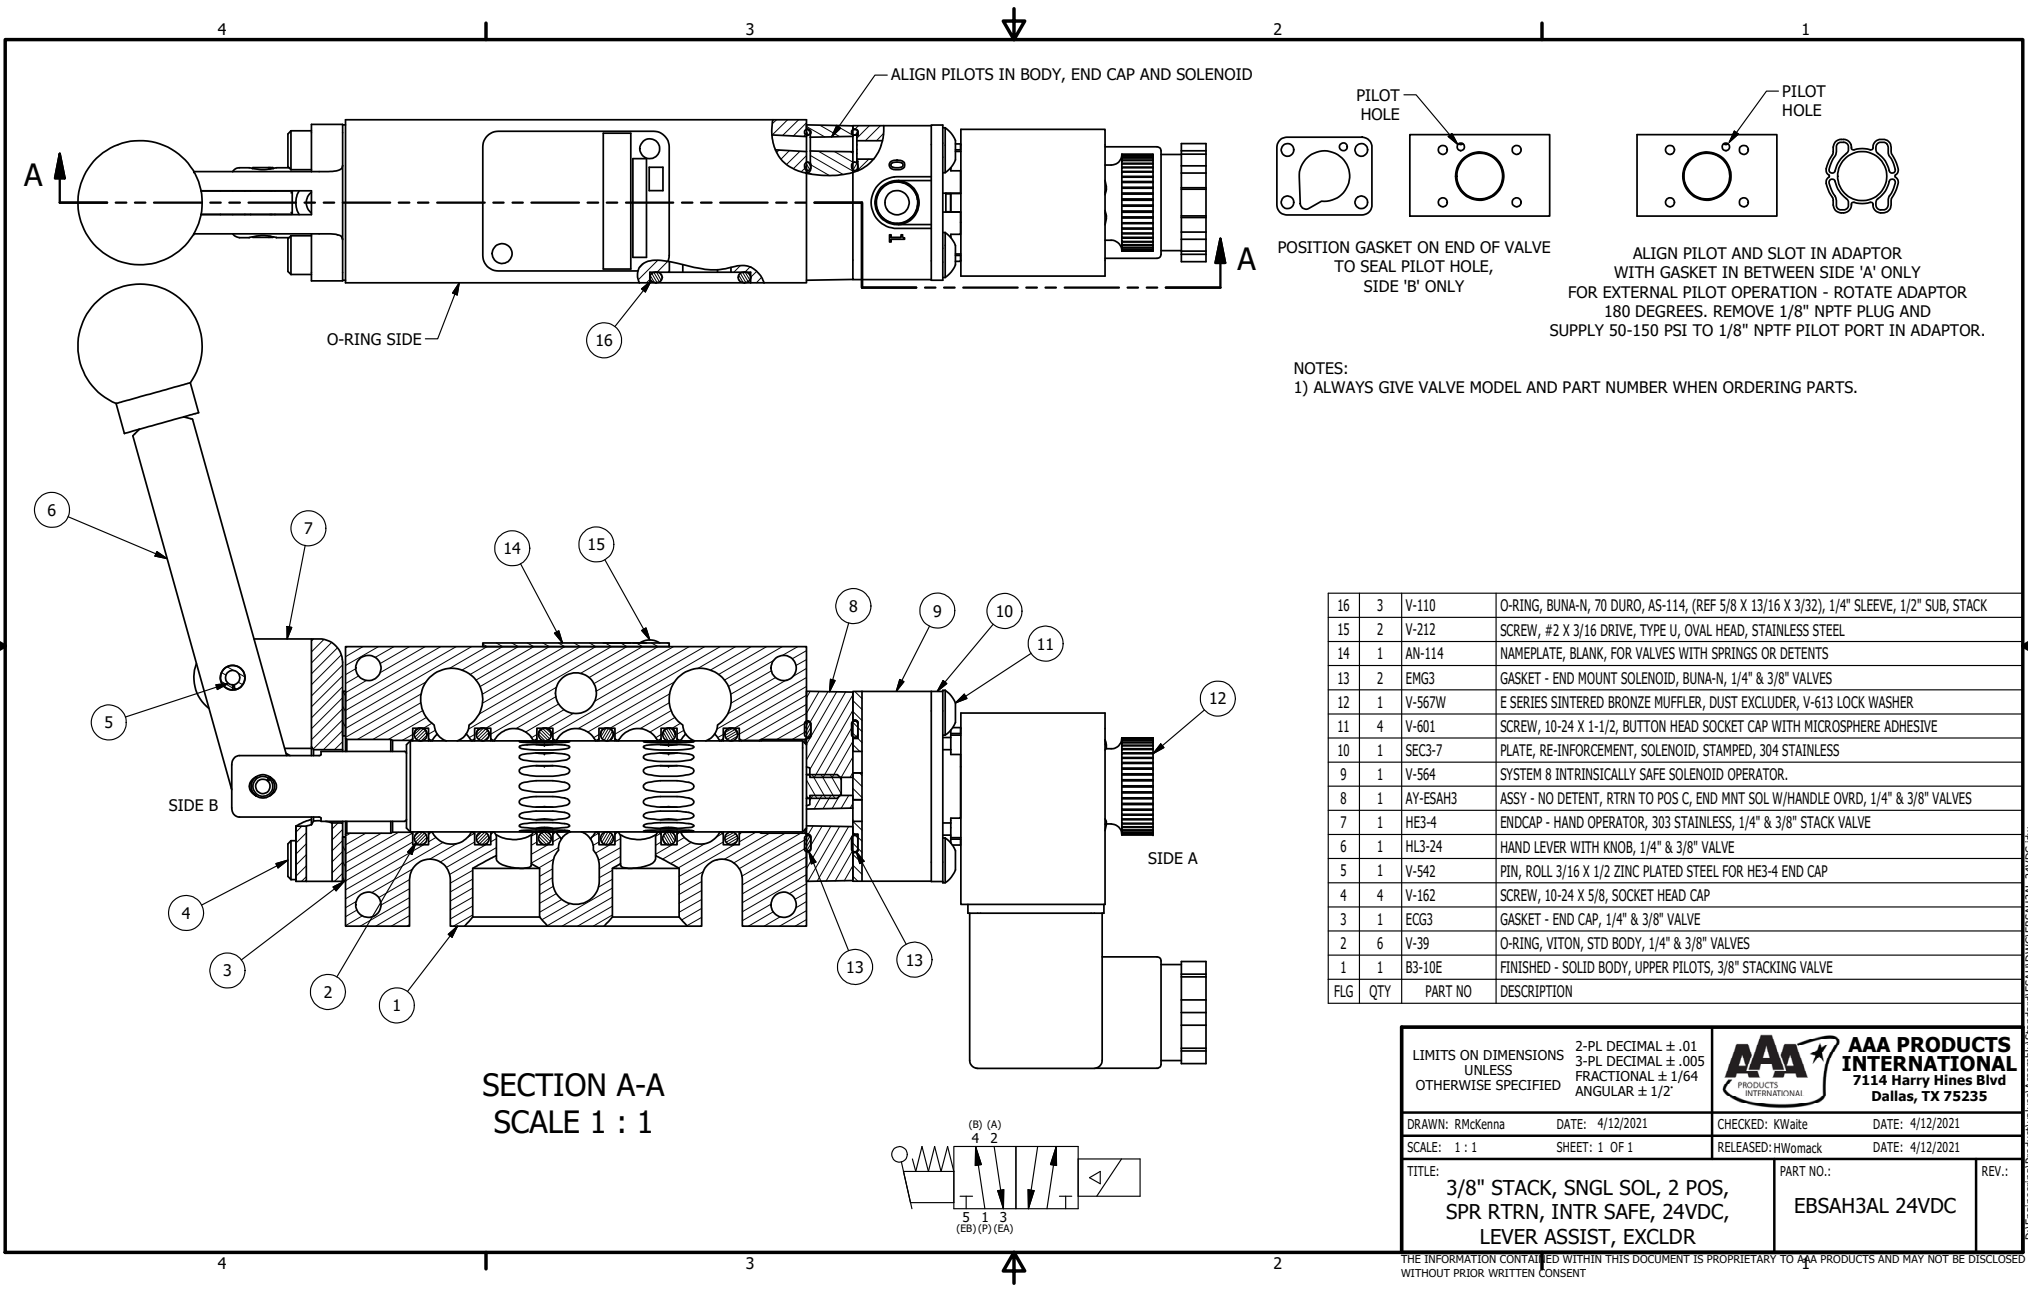 4 3 2 1
ALIGN PILOTS IN BODY, END CAP AND SOLENOID
A
A
0
1
O-RING SIDE
16
PILOT
HOLE
PILOT
HOLE
POSITION GASKET ON END OF VALVE
TO SEAL PILOT HOLE,
SIDE 'B' ONLY
ALIGN PILOT AND SLOT IN ADAPTOR
WITH GASKET IN BETWEEN SIDE 'A' ONLY
FOR EXTERNAL PILOT OPERATION - ROTATE ADAPTOR
180 DEGREES. REMOVE 1/8" NPTF PLUG AND
SUPPLY 50-150 PSI TO 1/8" NPTF PILOT PORT IN ADAPTOR.
NOTES:
1) ALWAYS GIVE VALVE MODEL AND PART NUMBER WHEN ORDERING PARTS.
6
7
14
15
8
9
10
11
12
5
SIDE B
SIDE A
4
3
2
1
13
13
SECTION A-A
SCALE 1 : 1
(B) (A)
4 2
5 1 3
(EB) (P) (EA)
16 3 V-110 O-RING, BUNA-N, 70 DURO, AS-114, (REF 5/8 X 13/16 X 3/32), 1/4" SLEEVE, 1/2" SUB, STACK
15 2 V-212 SCREW, #2 X 3/16 DRIVE, TYPE U, OVAL HEAD, STAINLESS STEEL
14 1 AN-114 NAMEPLATE, BLANK, FOR VALVES WITH SPRINGS OR DETENTS
13 2 EMG3 GASKET - END MOUNT SOLENOID, BUNA-N, 1/4" & 3/8" VALVES
12 1 V-567W E SERIES SINTERED BRONZE MUFFLER, DUST EXCLUDER, V-613 LOCK WASHER
11 4 V-601 SCREW, 10-24 X 1-1/2, BUTTON HEAD SOCKET CAP WITH MICROSPHERE ADHESIVE
10 1 SEC3-7 PLATE, RE-INFORCEMENT, SOLENOID, STAMPED, 304 STAINLESS
9 1 V-564 SYSTEM 8 INTRINSICALLY SAFE SOLENOID OPERATOR.
8 1 AY-ESAH3 ASSY - NO DETENT, RTRN TO POS C, END MNT SOL W/HANDLE OVRD, 1/4" & 3/8" VALVES
7 1 HE3-4 ENDCAP - HAND OPERATOR, 303 STAINLESS, 1/4" & 3/8" STACK VALVE
6 1 HL3-24 HAND LEVER WITH KNOB, 1/4" & 3/8" VALVE
5 1 V-542 PIN, ROLL 3/16 X 1/2 ZINC PLATED STEEL FOR HE3-4 END CAP
4 4 V-162 SCREW, 10-24 X 5/8, SOCKET HEAD CAP
3 1 ECG3 GASKET - END CAP, 1/4" & 3/8" VALVE
2 6 V-39 O-RING, VITON, STD BODY, 1/4" & 3/8" VALVES
1 1 B3-10E FINISHED - SOLID BODY, UPPER PILOTS, 3/8" STACKING VALVE
FLG QTY PART NO DESCRIPTION
LIMITS ON DIMENSIONS
UNLESS
OTHERWISE SPECIFIED
2-PL DECIMAL ± .01
3-PL DECIMAL ± .005
FRACTIONAL ± 1/64
ANGULAR ± 1/2°
AAA
PRODUCTS
INTERNATIONAL
AAA PRODUCTS
INTERNATIONAL
7114 Harry Hines Blvd
Dallas, TX 75235
DRAWN: RMcKenna DATE: 4/12/2021 CHECKED: KWaite DATE: 4/12/2021
SCALE: 1 : 1 SHEET: 1 OF 1 RELEASED: HWomack DATE: 4/12/2021
TITLE:
3/8" STACK, SNGL SOL, 2 POS,
SPR RTRN, INTR SAFE, 24VDC,
LEVER ASSIST, EXCLDR
PART NO.:
EBSAH3AL 24VDC
REV.:
4 3 2 1
THE INFORMATION CONTAINED WITHIN THIS DOCUMENT IS PROPRIETARY TO AAA PRODUCTS AND MAY NOT BE DISCLOSED
WITHOUT PRIOR WRITTEN CONSENT